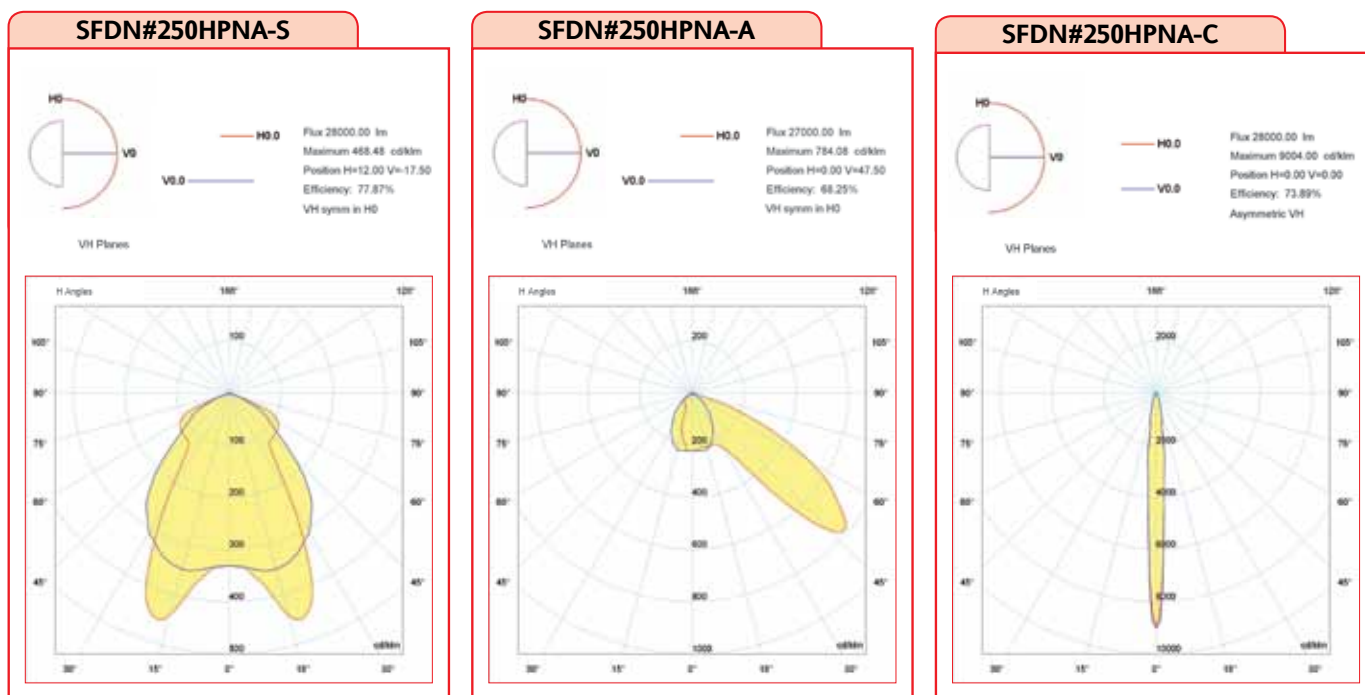 SFDN#250HPNA-S
H0
V0
H0.0
V0.0
Flux 28000.00 lm
Maximum 468.48 cd/klm
Position H=12.00 V=-17.50
Efficiency: 77.87%
VH symm in H0
VH Planes
H Angles
180°
120°
105°
105°
90°
90°
75°
75°
60°
60°
45°
45°
30°
15°
0°
15°
30°
100
100
200
300
400
500
cd/klm
SFDN#250HPNA-A
H0
V0
H0.0
V0.0
Flux 27000.00 lm
Maximum 784.08 cd/klm
Position H=0.00 V=47.50
Efficiency: 68.25%
VH symm in H0
VH Planes
H Angles
180°
120°
105°
105°
90°
90°
75°
75°
60°
60°
45°
45°
30°
15°
0°
15°
30°
200
200
400
600
800
1000
cd/klm
SFDN#250HPNA-C
H0
V0
H0.0
V0.0
Flux 28000.00 lm
Maximum 9004.00 cd/klm
Position H=0.00 V=0.00
Efficiency: 73.89%
Asymmetric VH
VH Planes
H Angles
180°
120°
105°
105°
90°
90°
75°
75°
60°
60°
45°
45°
30°
15°
0°
15°
30°
2000
2000
4000
6000
8000
10000
cd/klm